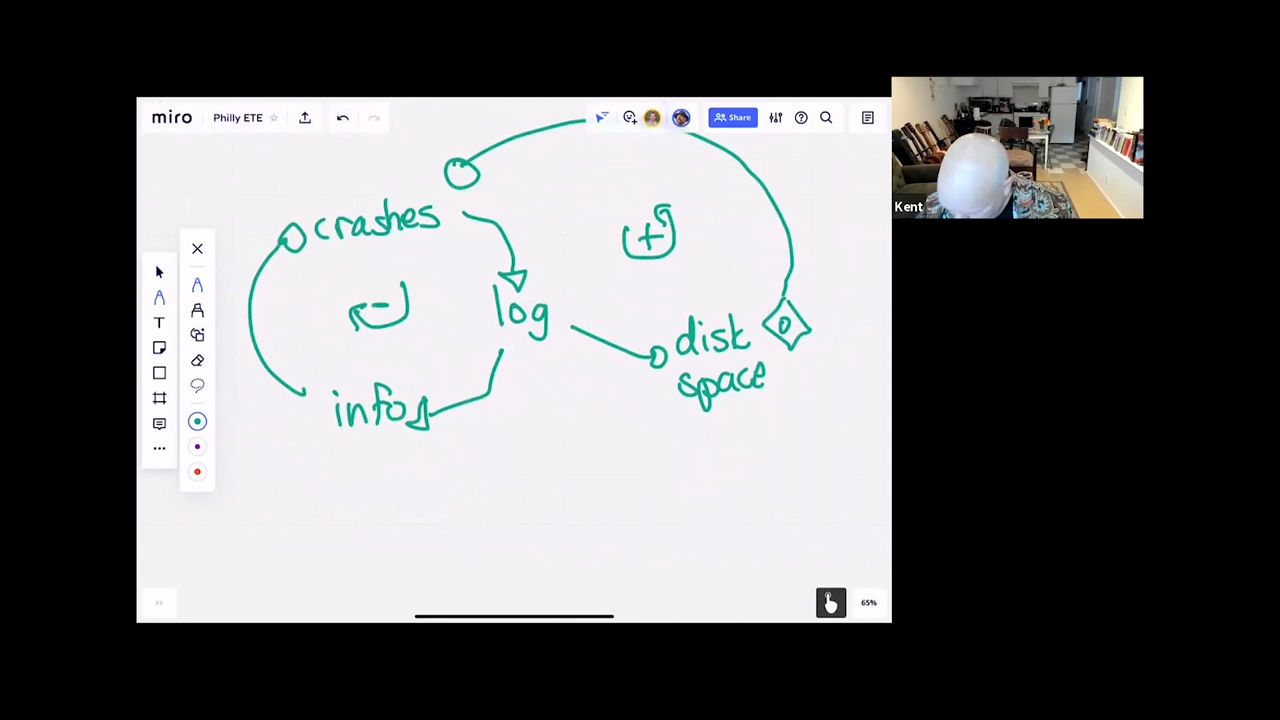 miro
Philly ETE
Share
Kent
crashes
+
-
log
disk
space
info
T
65%